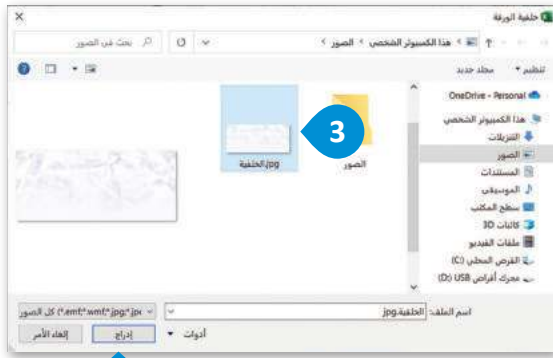 خلفية الورقة
هذا الكمبيوتر الشخصي > الصور >
بحث في الصور
تنظيم
مجلد جديد
OneDrive - Personal
هذا الكمبيوتر الشخصي
التنزيلات
الصور
المستندات
الموسيقى
سطح المكتب
كائنات 3D
ملفات الفيديو
القرص المحلي (C:)
محرك أقراص USB (D:)
الصور
الخلفية.jpg
3
اسم الملف:
الخلفية.jpg
كل الصور
أدوات
إدراج
إلغاء الأمر